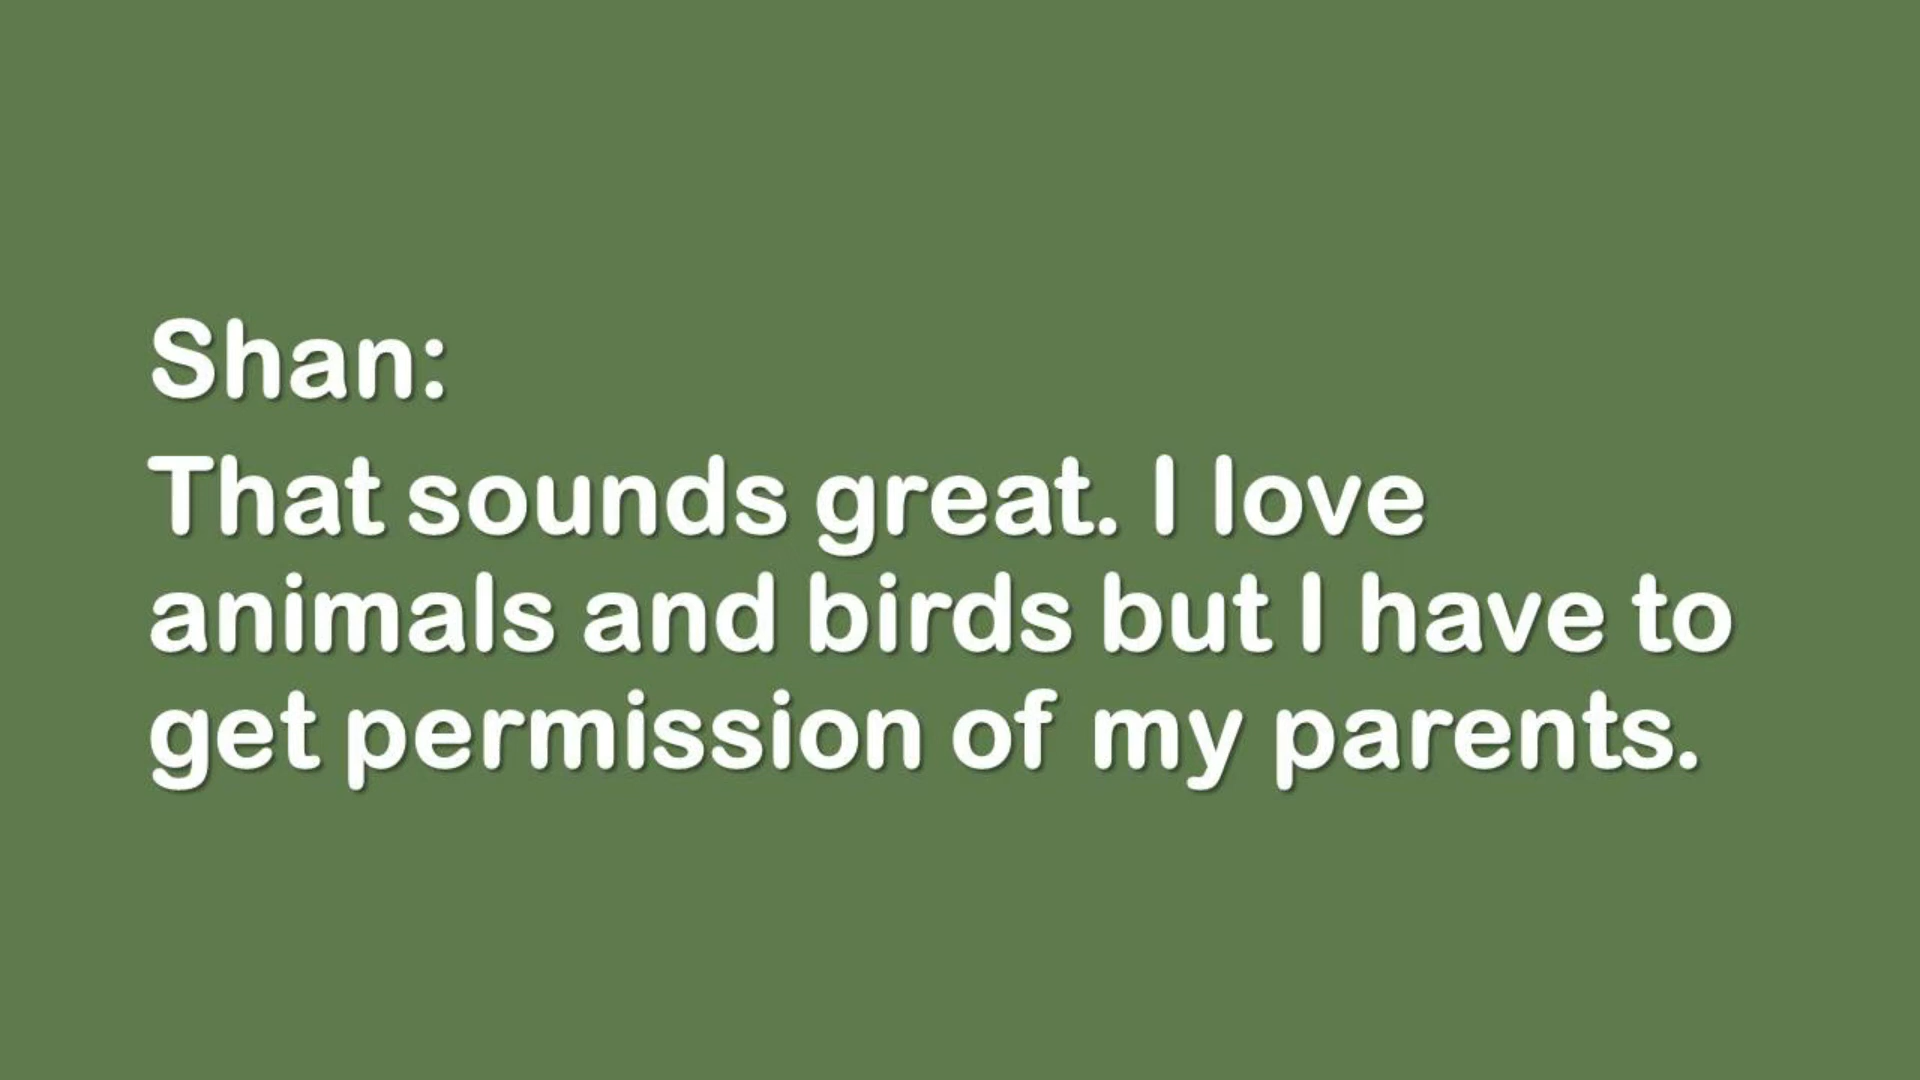 Shan:
That sounds great. I love
animals and birds but I have to
get permission of my parents.